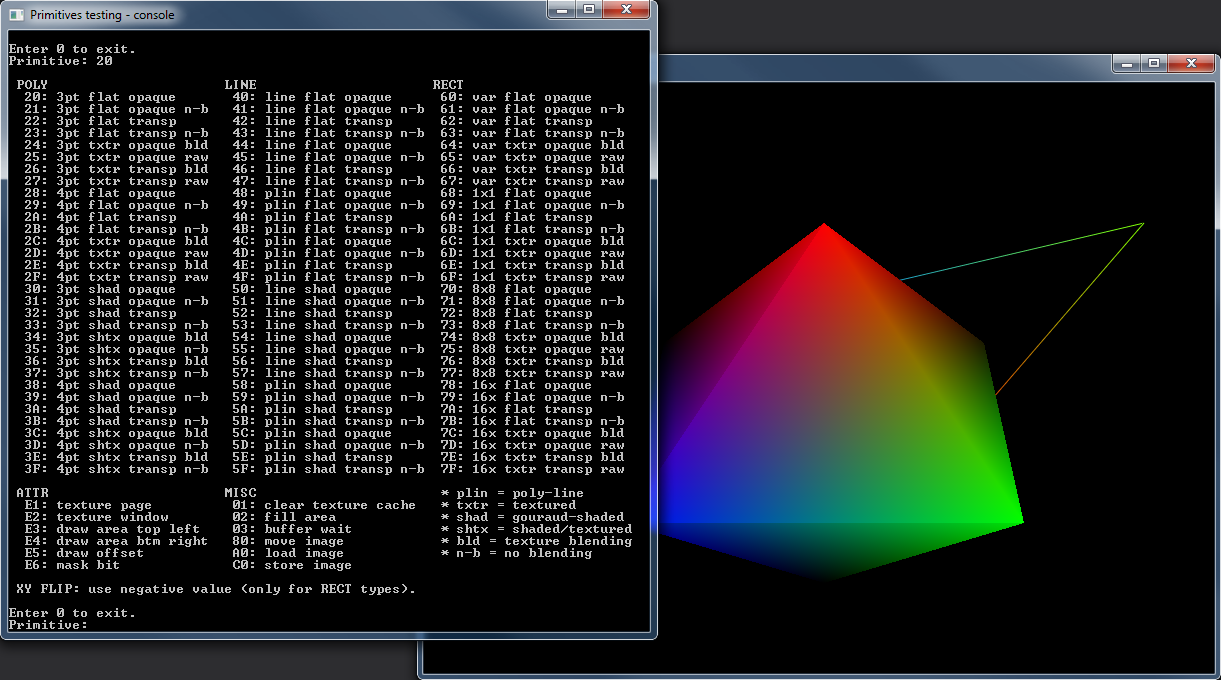 Primitives testing - console
Enter 0 to exit.
Primitive: 20
POLY LINE RECT
20: 3pt flat opaque 40: line flat opaque 60: var flat opaque
21: 3pt flat opaque n-b 41: line flat opaque n-b 61: var flat opaque n-b
22: 3pt flat transp 42: line flat transp 62: var flat transp
23: 3pt flat transp n-b 43: line flat transp n-b 63: var flat transp n-b
24: 3pt txtr opaque bld 44: line flat opaque 64: var txtr opaque bld
25: 3pt txtr opaque raw 45: line flat opaque n-b 65: var txtr opaque raw
26: 3pt txtr transp bld 46: line flat transp 66: var txtr transp bld
27: 3pt txtr transp raw 47: line flat transp n-b 67: var txtr transp raw
28: 4pt flat opaque 48: plin flat opaque 68: 1x1 flat opaque
29: 4pt flat opaque n-b 49: plin flat opaque n-b 69: 1x1 flat opaque n-b
2A: 4pt flat transp 4A: plin flat transp 6A: 1x1 flat transp
2B: 4pt flat transp n-b 4B: plin flat transp n-b 6B: 1x1 flat transp n-b
2C: 4pt txtr opaque bld 4C: plin flat opaque 6C: 1x1 txtr opaque bld
2D: 4pt txtr opaque raw 4D: plin flat opaque n-b 6D: 1x1 txtr opaque raw
2E: 4pt txtr transp bld 4E: plin flat transp 6E: 1x1 txtr transp bld
2F: 4pt txtr transp raw 4F: plin flat transp n-b 6F: 1x1 txtr transp raw
30: 3pt shad opaque 50: line shad opaque 70: 8x8 flat opaque
31: 3pt shad opaque n-b 51: line shad opaque n-b 71: 8x8 flat opaque n-b
32: 3pt shad transp 52: line shad transp 72: 8x8 flat transp
33: 3pt shad transp n-b 53: line shad transp n-b 73: 8x8 flat transp n-b
34: 3pt shtx opaque bld 54: line shad opaque 74: 8x8 txtr opaque bld
35: 3pt shtx opaque n-b 55: line shad opaque n-b 75: 8x8 txtr opaque raw
36: 3pt shtx transp bld 56: line shad transp 76: 8x8 txtr transp bld
37: 3pt shtx transp n-b 57: line shad transp n-b 77: 8x8 txtr transp raw
38: 4pt shad opaque 58: plin shad opaque 78: 16x flat opaque
39: 4pt shad opaque n-b 59: plin shad opaque n-b 79: 16x flat opaque n-b
3A: 4pt shad transp 5A: plin shad transp 7A: 16x flat transp
3B: 4pt shad transp n-b 5B: plin shad transp n-b 7B: 16x flat transp n-b
3C: 4pt shtx opaque bld 5C: plin shad opaque 7C: 16x txtr opaque bld
3D: 4pt shtx opaque n-b 5D: plin shad opaque n-b 7D: 16x txtr opaque raw
3E: 4pt shtx transp bld 5E: plin shad transp 7E: 16x txtr transp bld
3F: 4pt shtx transp n-b 5F: plin shad transp n-b 7F: 16x txtr transp raw
ATTR MISC * plin = poly-line
E1: texture page 01: clear texture cache * txtr = textured
E2: texture window 02: fill area * shad = gouraud-shaded
E3: draw area top left 03: buffer wait * shtx = shaded/textured
E4: draw area btm right 80: move image * bld = texture blending
E5: draw offset A0: load image * n-b = no blending
E6: mask bit C0: store image
XY FLIP: use negative value (only for RECT types).
Enter 0 to exit.
Primitive: